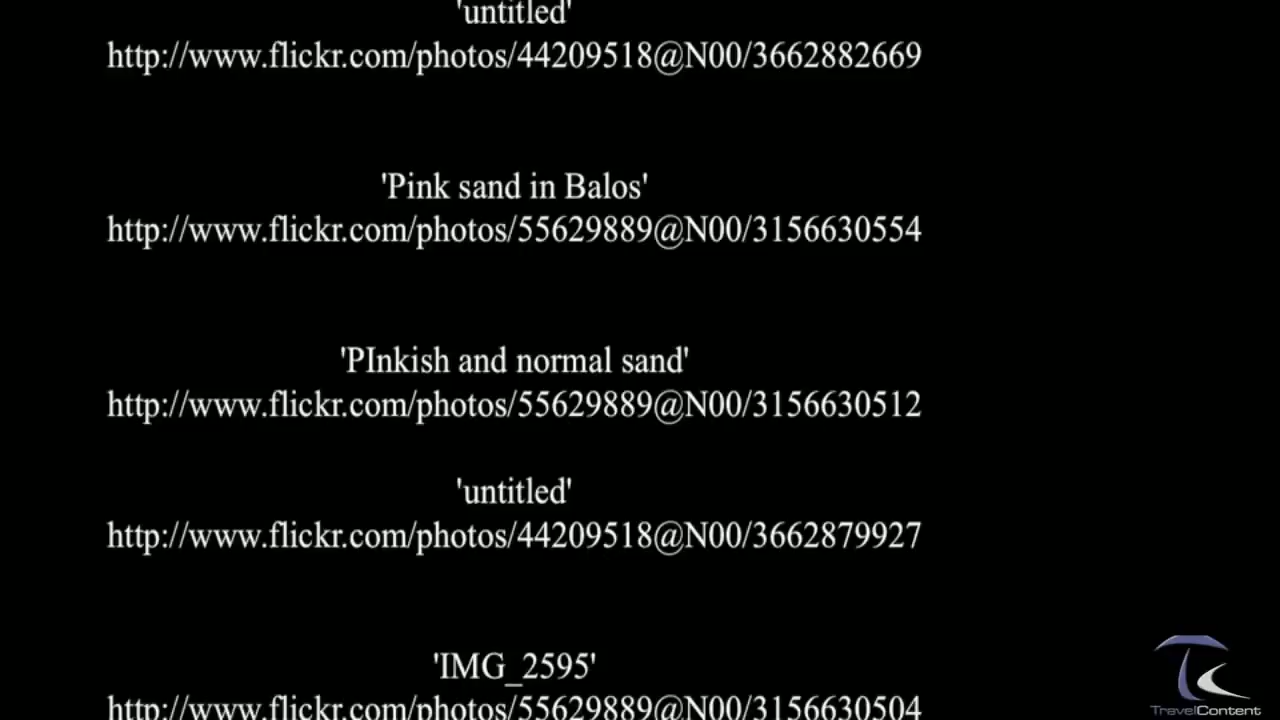 'untitled'
http://www.flickr.com/photos/44209518@N00/3662882669
'Pink sand in Balos'
http://www.flickr.com/photos/55629889@N00/3156630554
'PInkish and normal sand'
http://www.flickr.com/photos/55629889@N00/3156630512
'untitled'
http://www.flickr.com/photos/44209518@N00/3662879927
'IMG_2595'
http://www.flickr.com/photos/55629889@N00/3156630504
TravelContent